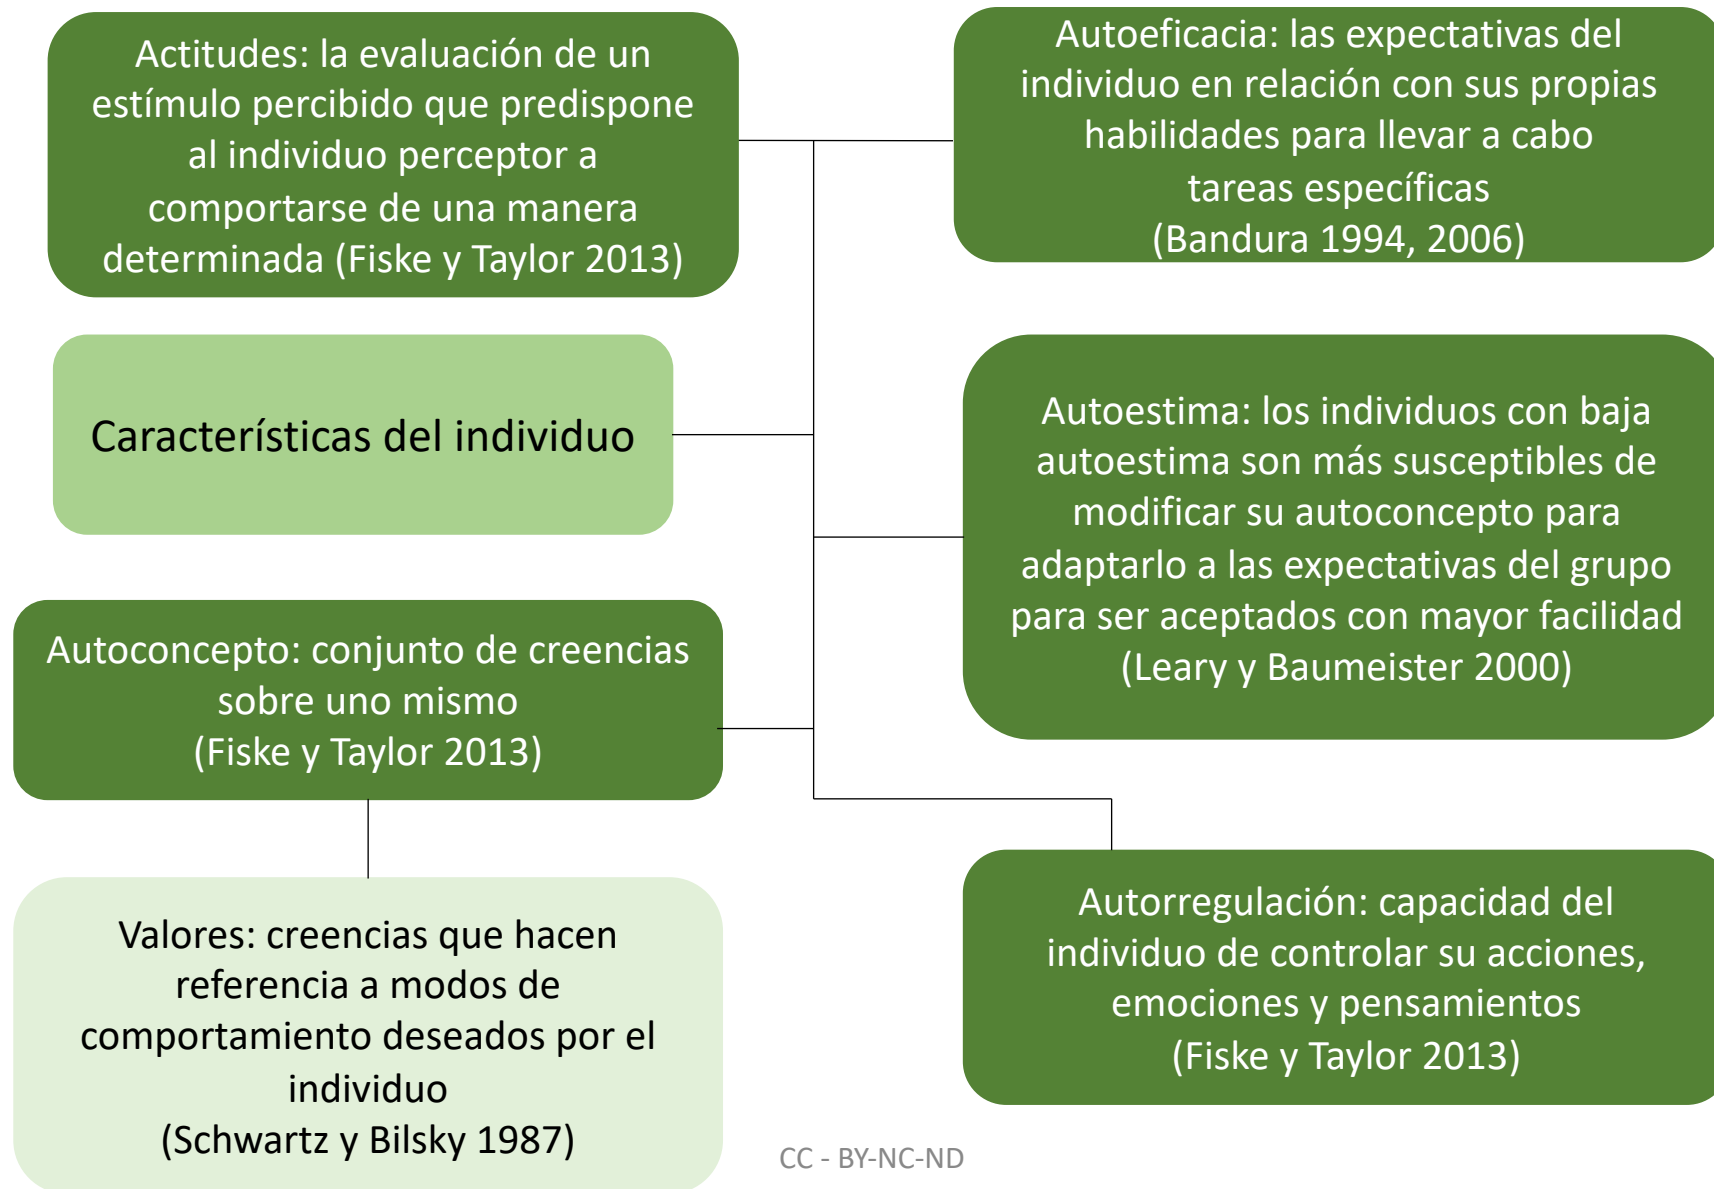 Actitudes: la evaluación de un
estímulo percibido que predispone
al individuo perceptor a
comportarse de una manera
determinada (Fiske y Taylor 2013)
Autoeficacia: las expectativas del
individuo en relación con sus propias
habilidades para llevar a cabo
tareas específicas
(Bandura 1994, 2006)
Características del individuo
Autoestima: los individuos con baja
autoestima son más susceptibles de
modificar su autoconcepto para
adaptarlo a las expectativas del grupo
para ser aceptados con mayor facilidad
(Leary y Baumeister 2000)
Autoconcepto: conjunto de creencias
sobre uno mismo
(Fiske y Taylor 2013)
Valores: creencias que hacen
referencia a modos de
comportamiento deseados por el
individuo
(Schwartz y Bilsky 1987)
Autorregulación: capacidad del
individuo de controlar su acciones,
emociones y pensamientos
(Fiske y Taylor 2013)
CC - BY-NC-ND